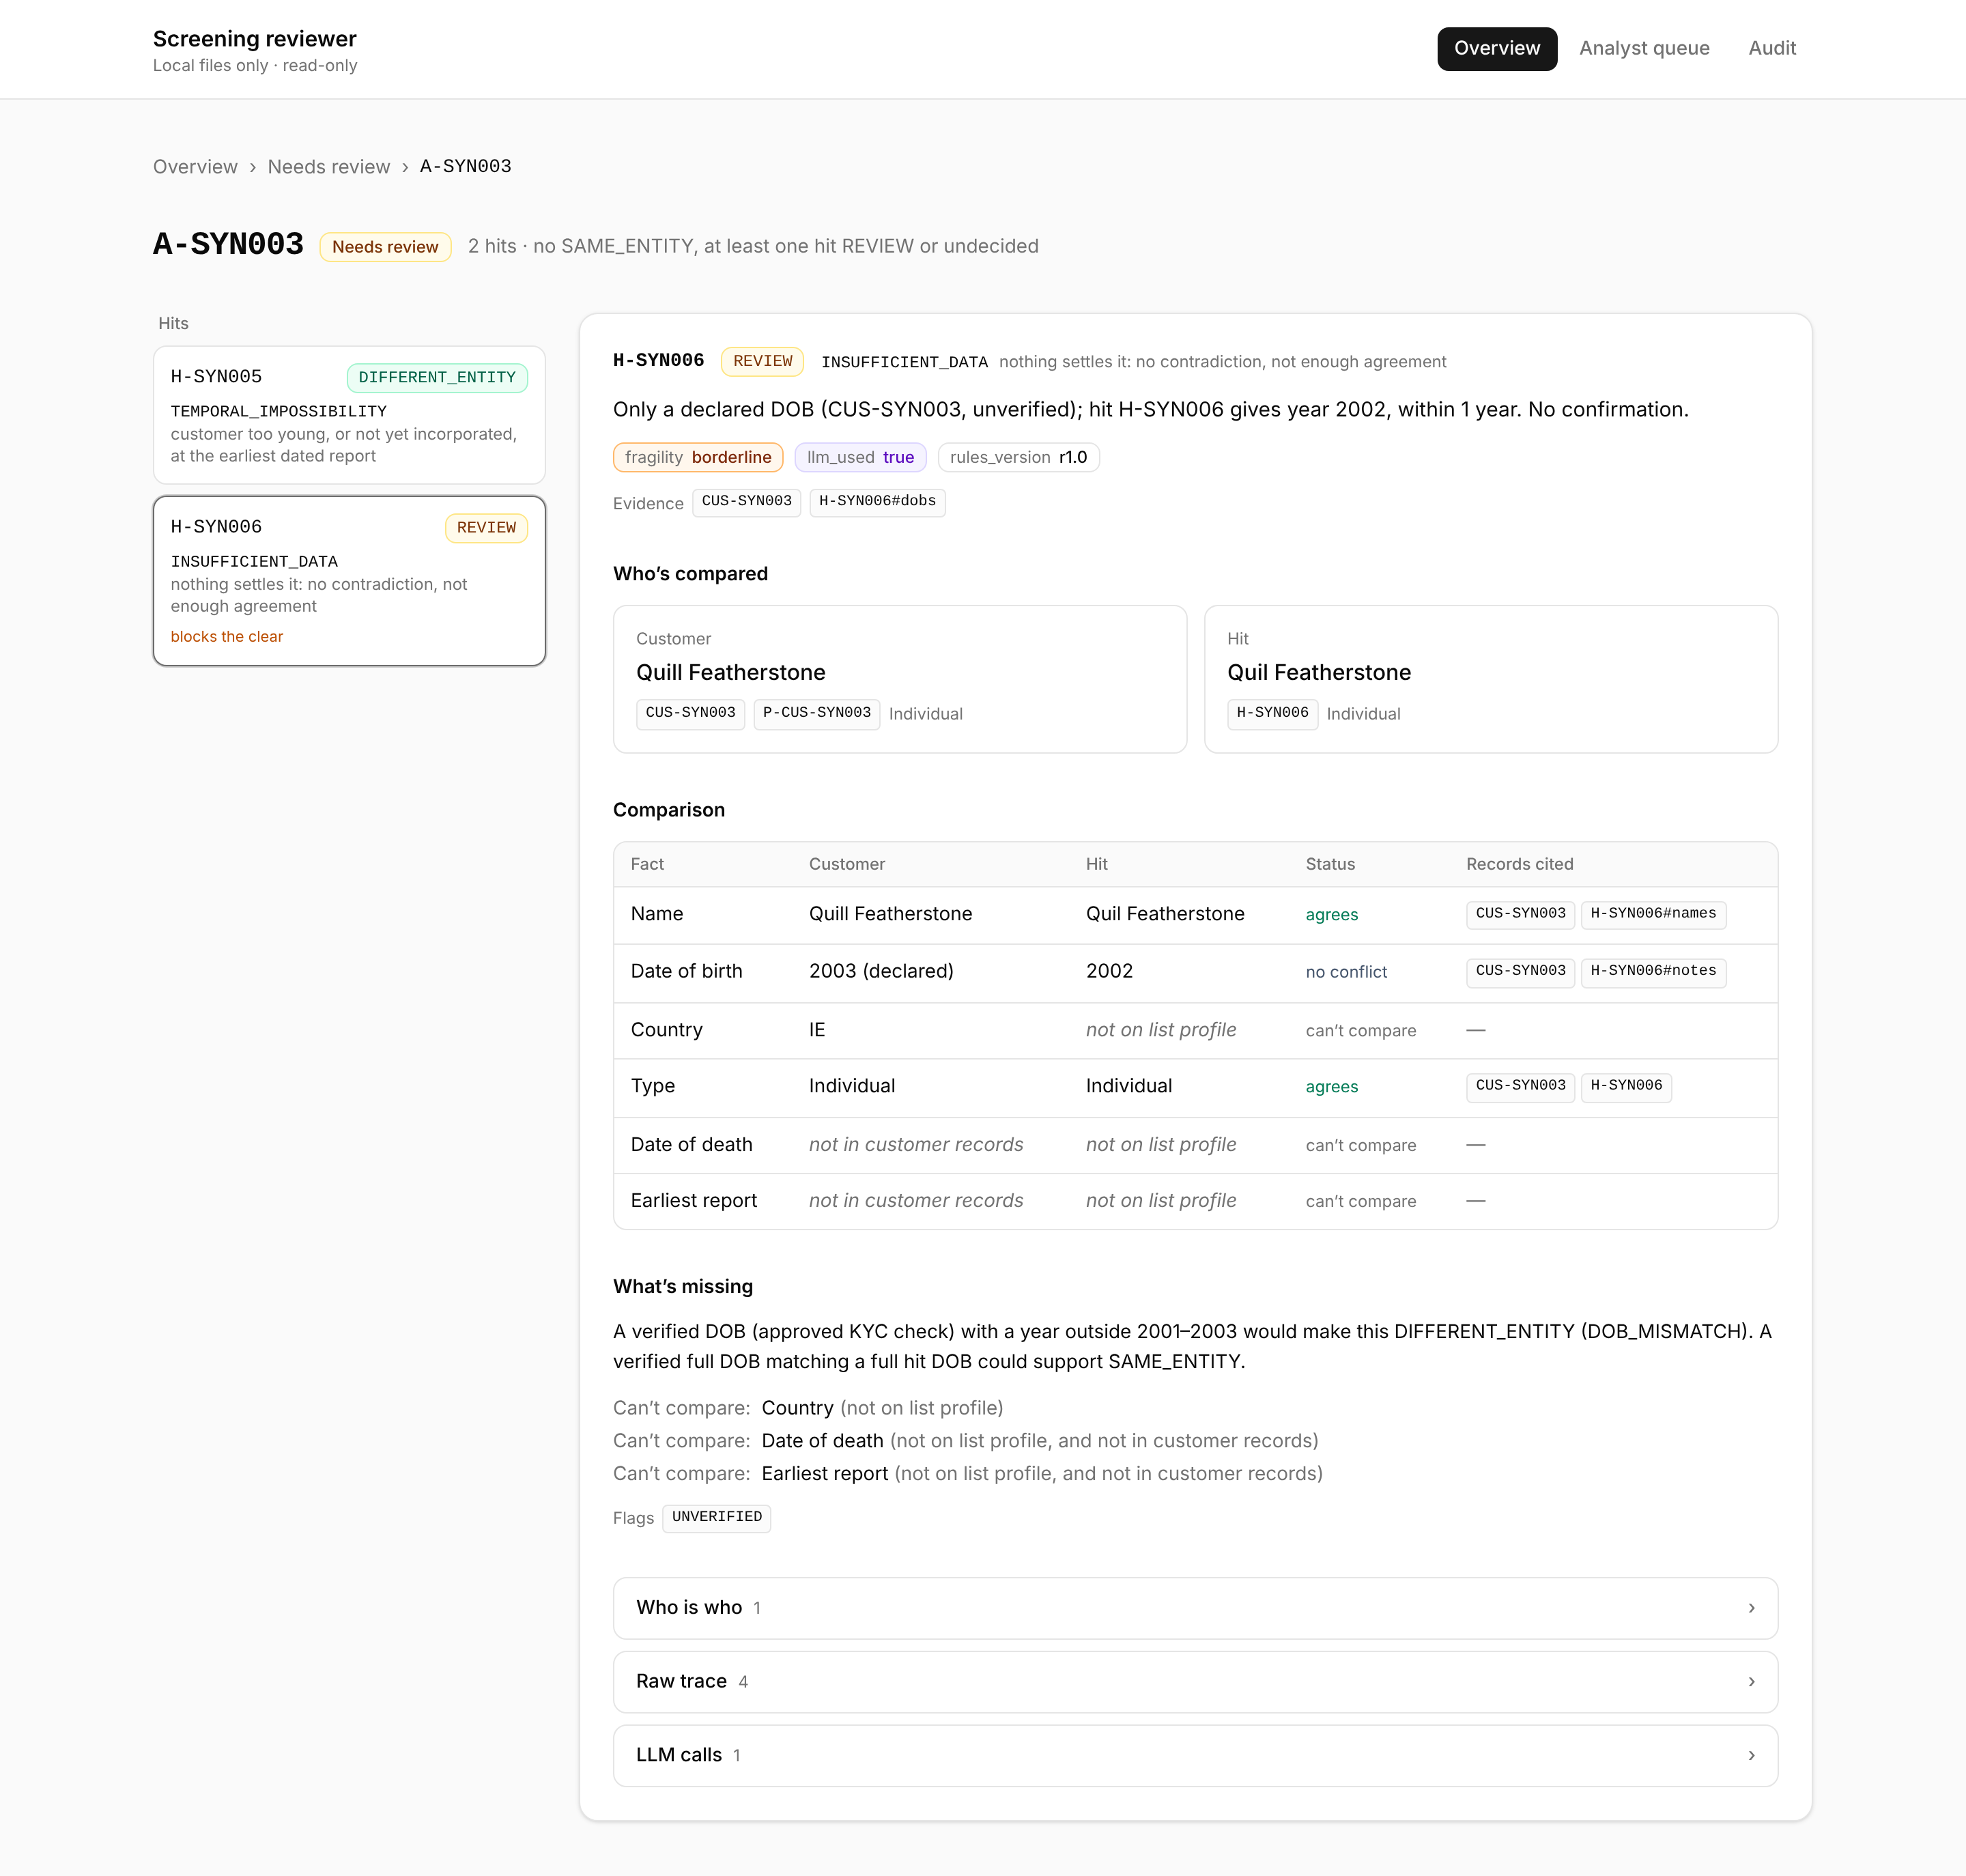 Screening reviewer
Local files only · read-only
Overview
Analyst queue
Audit
Overview › Needs review › A-SYN003
A-SYN003
Needs review
2 hits · no SAME_ENTITY, at least one hit REVIEW or undecided
Hits
H-SYN005
DIFFERENT_ENTITY
TEMPORAL_IMPOSSIBILITY
customer too young, or not yet incorporated,
at the earliest dated report
H-SYN006
REVIEW
INSUFFICIENT_DATA
nothing settles it: no contradiction, not
enough agreement
blocks the clear
H-SYN006 REVIEW INSUFFICIENT_DATA nothing settles it: no contradiction, not enough agreement
Only a declared DOB (CUS-SYN003, unverified); hit H-SYN006 gives year 2002, within 1 year. No confirmation.
fragility borderline llm_used true rules_version r1.0
Evidence CUS-SYN003 H-SYN006#dobs
Who’s compared
Customer
Quill Featherstone
CUS-SYN003 P-CUS-SYN003 Individual
Hit
Quil Featherstone
H-SYN006 Individual
Comparison
Fact Customer Hit Status Records cited
Name Quill Featherstone Quil Featherstone agrees CUS-SYN003 H-SYN006#names
Date of birth 2003 (declared) 2002 no conflict CUS-SYN003 H-SYN006#notes
Country IE not on list profile can’t compare —
Type Individual Individual agrees CUS-SYN003 H-SYN006
Date of death not in customer records not on list profile can’t compare —
Earliest report not in customer records not on list profile can’t compare —
What’s missing
A verified DOB (approved KYC check) with a year outside 2001–2003 would make this DIFFERENT_ENTITY (DOB_MISMATCH). A
verified full DOB matching a full hit DOB could support SAME_ENTITY.
Can’t compare: Country (not on list profile)
Can’t compare: Date of death (not on list profile, and not in customer records)
Can’t compare: Earliest report (not on list profile, and not in customer records)
Flags UNVERIFIED
Who is who 1 ›
Raw trace 4 ›
LLM calls 1 ›